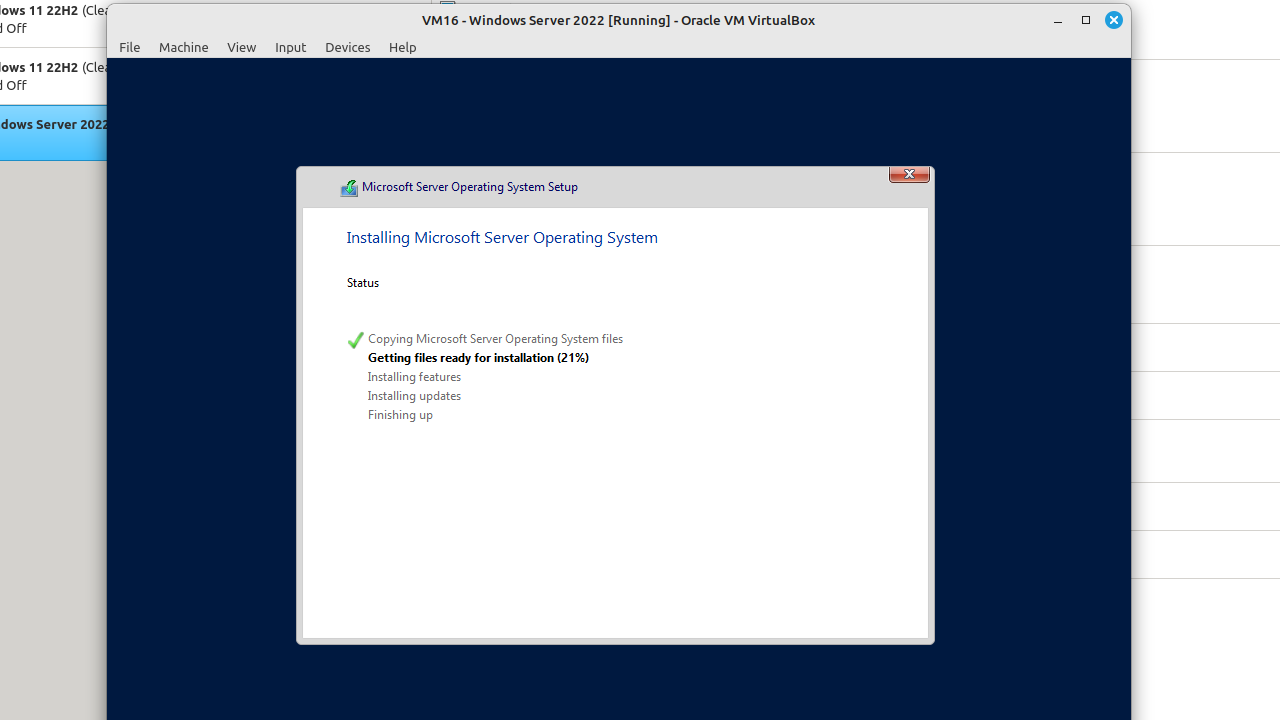 dows 11 22H2 (Clea
d Off
dows 11 22H2 (Clea
d Off
dows Server 2022
VM16 - Windows Server 2022 [Running] - Oracle VM VirtualBox
File Machine View Input Devices Help
Microsoft Server Operating System Setup
Installing Microsoft Server Operating System
Status
Copying Microsoft Server Operating System files
Getting files ready for installation (21%)
Installing features
Installing updates
Finishing up